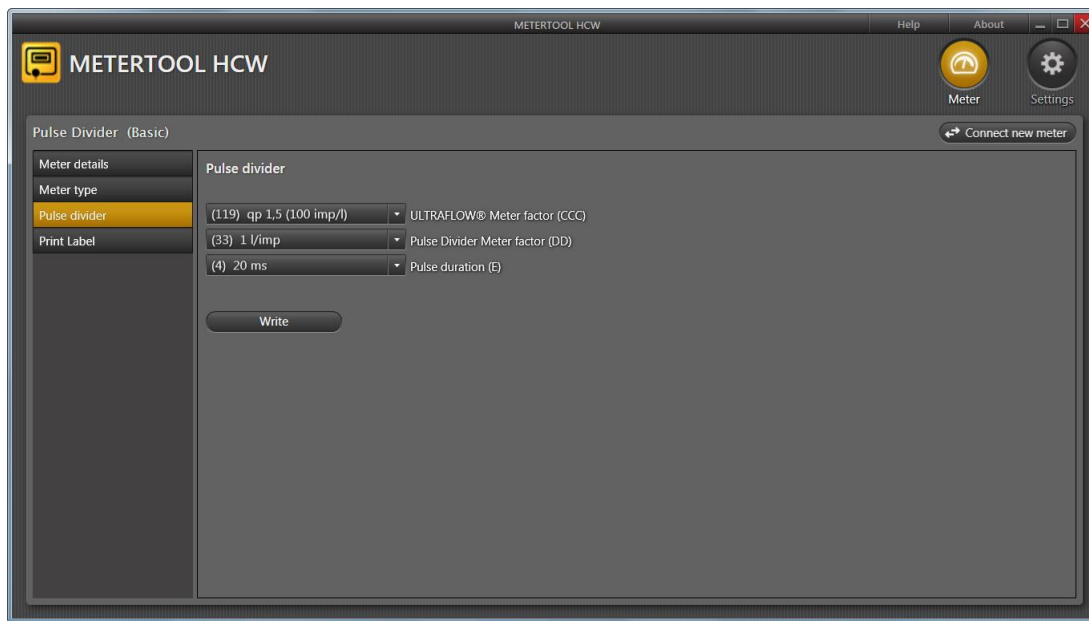 METERTOOL HCW
Help
About
METERTOOL HCW
Meter
Settings
Pulse Divider (Basic)
Connect new meter
Meter details
Meter type
Pulse divider
Print Label
Pulse divider
(119) qp 1,5 (100 imp/l) ULTRAFLOW® Meter factor (CCC)
(33) 1 l/imp Pulse Divider Meter factor (DD)
(4) 20 ms Pulse duration (E)
Write